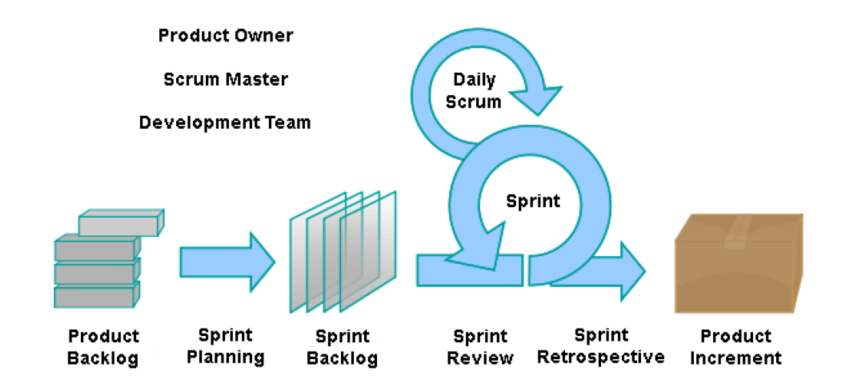 Product Owner
Scrum Master
Development Team
Daily
Scrum
Sprint
Product
Backlog
Sprint
Planning
Sprint
Backlog
Sprint
Review
Sprint
Retrospective
Product
Increment